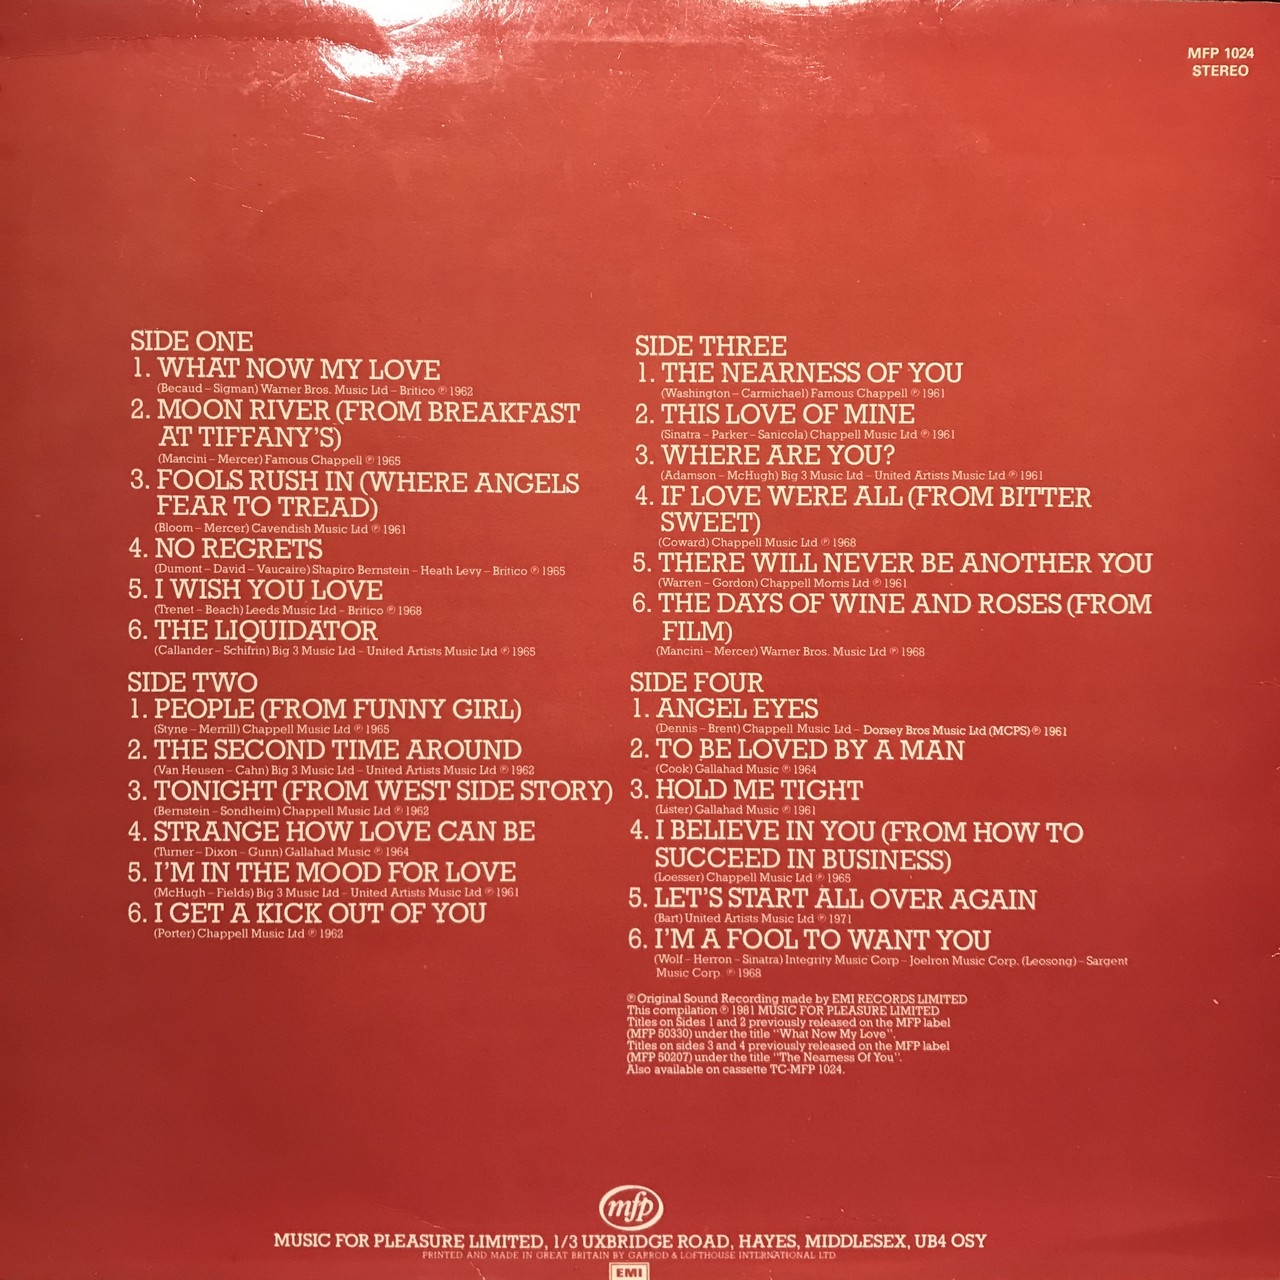 MFP 1024
STEREO
SIDE ONE
1. WHAT NOW MY LOVE
(Becaud – Sigman) Warner Bros. Music Ltd – Britico ℗ 1962
2. MOON RIVER (FROM BREAKFAST
AT TIFFANY'S)
(Mancini – Mercer) Famous Chappell ℗ 1965
3. FOOLS RUSH IN (WHERE ANGELS
FEAR TO TREAD)
(Bloom – Mercer) Cavendish Music Ltd ℗ 1961
4. NO REGRETS
(Dumont – David – Vaucaire) Shapiro Bernstein – Heath Levy – Britico ℗ 1965
5. I WISH YOU LOVE
(Trenet – Beach) Leeds Music Ltd – Britico ℗ 1968
6. THE LIQUIDATOR
(Callander – Schifrin) Big 3 Music Ltd – United Artists Music Ltd ℗ 1965
SIDE TWO
1. PEOPLE (FROM FUNNY GIRL)
(Styne – Merrill) Chappell Music Ltd ℗ 1965
2. THE SECOND TIME AROUND
(Van Heusen – Cahn) Big 3 Music Ltd – United Artists Music Ltd ℗ 1962
3. TONIGHT (FROM WEST SIDE STORY)
(Bernstein – Sondheim) Chappell Music Ltd ℗ 1962
4. STRANGE HOW LOVE CAN BE
(Turner – Dixon – Gunn) Gallahad Music ℗ 1964
5. I'M IN THE MOOD FOR LOVE
(McHugh – Fields) Big 3 Music Ltd – United Artists Music Ltd ℗ 1961
6. I GET A KICK OUT OF YOU
(Porter) Chappell Music Ltd ℗ 1962
SIDE THREE
1. THE NEARNESS OF YOU
(Washington – Carmichael) Famous Chappell ℗ 1961
2. THIS LOVE OF MINE
(Sinatra – Parker – Sanicola) Chappell Music Ltd ℗ 1961
3. WHERE ARE YOU?
(Adamson – McHugh) Big 3 Music Ltd – United Artists Music Ltd ℗ 1961
4. IF LOVE WERE ALL (FROM BITTER
SWEET)
(Coward) Chappell Music Ltd ℗ 1968
5. THERE WILL NEVER BE ANOTHER YOU
(Warren – Gordon) Chappell Morris Ltd ℗ 1961
6. THE DAYS OF WINE AND ROSES (FROM
FILM)
(Mancini – Mercer) Warner Bros. Music Ltd ℗ 1968
SIDE FOUR
1. ANGEL EYES
(Dennis – Brent) Chappell Music Ltd – Dorsey Bros Music Ltd (MCPS) ℗ 1961
2. TO BE LOVED BY A MAN
(Cook) Gallahad Music ℗ 1964
3. HOLD ME TIGHT
(Lister) Gallahad Music ℗ 1961
4. I BELIEVE IN YOU (FROM HOW TO
SUCCEED IN BUSINESS)
(Loesser) Chappell Music Ltd ℗ 1965
5. LET'S START ALL OVER AGAIN
(Bart) United Artists Music Ltd ℗ 1971
6. I'M A FOOL TO WANT YOU
(Wolf – Herron – Sinatra) Integrity Music Corp – Joelron Music Corp. (Leosong) – Sargent
Music Corp. ℗ 1968
℗ Original Sound Recording made by EMI RECORDS LIMITED
This compilation ℗ 1981 MUSIC FOR PLEASURE LIMITED
Titles on Sides 1 and 2 previously released on the MFP label
(MFP 50330) under the title "What Now My Love".
Titles on sides 3 and 4 previously released on the MFP label
(MFP 50207) under the title "The Nearness Of You".
Also available on cassette TC-MFP 1024.
mfp
MUSIC FOR PLEASURE LIMITED, 1/3 UXBRIDGE ROAD, HAYES, MIDDLESEX, UB4 OSY
PRINTED AND MADE IN GREAT BRITAIN BY GARROD & LOFTHOUSE INTERNATIONAL LTD
EMI